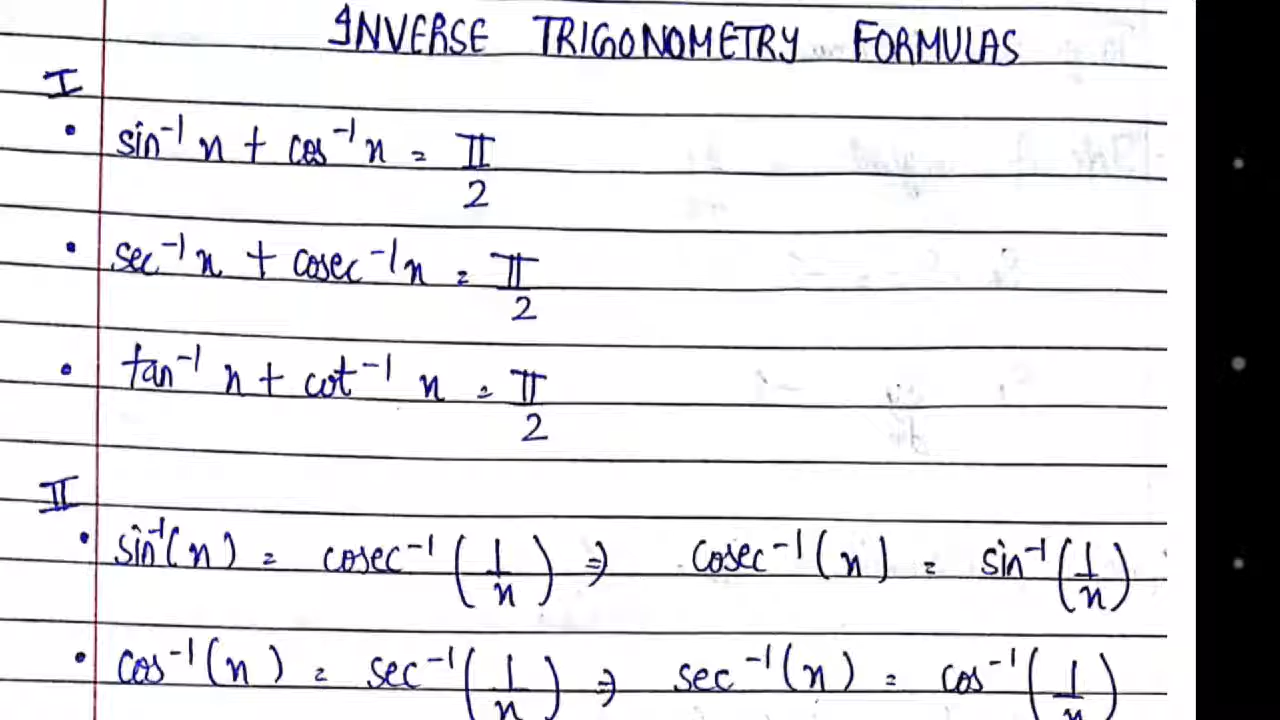 INVERSE TRIGONOMETRY FORMULAS
I
• sin⁻¹ x + cos⁻¹ x = π/2
• sec⁻¹ x + cosec⁻¹ x = π/2
• tan⁻¹ x + cot⁻¹ x = π/2
II
• sin⁻¹(x) = cosec⁻¹(1/x) ⇒ cosec⁻¹(x) = sin⁻¹(1/x)
• cos⁻¹(x) = sec⁻¹(1/x) ⇒ sec⁻¹(x) = cos⁻¹(1/x)